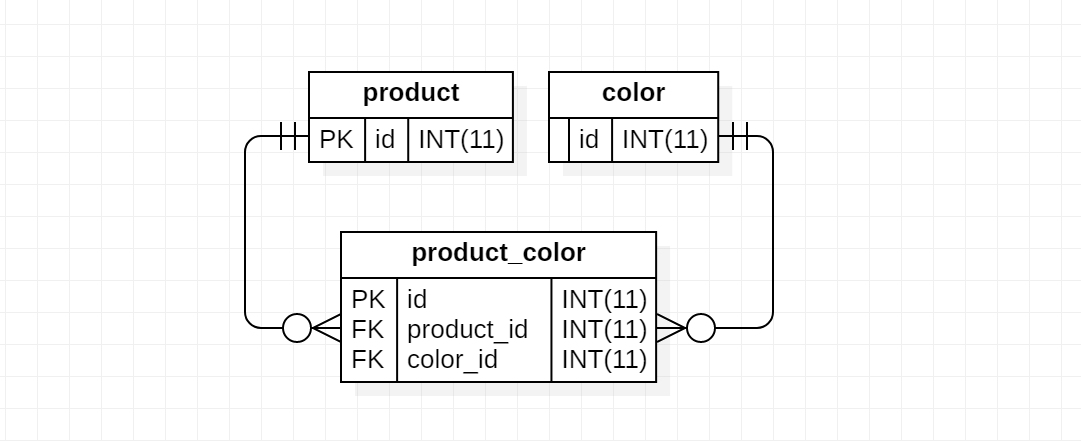 product
PK id INT(11)
color
id INT(11)
product_color
PK id INT(11)
FK product_id INT(11)
FK color_id INT(11)